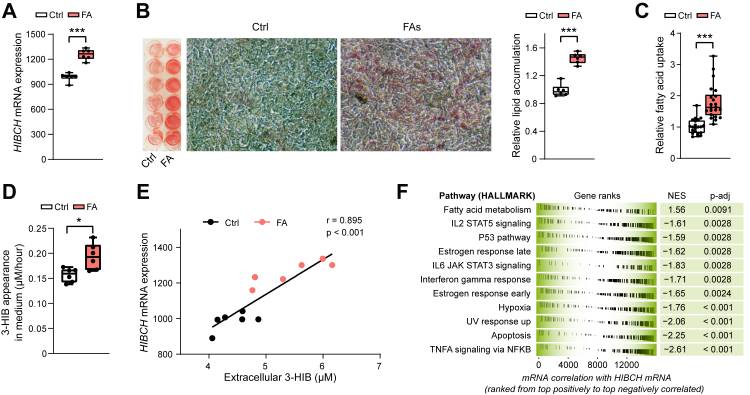 A
Ctrl FA
HIBCH mRNA expression
1500
1200
900
600
300
0
***
B
Ctrl
FAs
Ctrl
FA
Ctrl FA
Relative lipid accumulation
2.0
1.5
1.0
0.5
0
***
C
Ctrl FA
Relative fatty acid uptake
4
3
2
1
0
***
D
Ctrl FA
3-HIB appearance
in medium (μM/hour)
0.25
0.20
0.15
0.10
0.05
0
*
E
Ctrl FA
r = 0.895
p < 0.001
HIBCH mRNA expression
1400
1200
1000
800
4 5 6 7
Extracellular 3-HIB (μM)
F
Pathway (HALLMARK) Gene ranks NES p-adj
Fatty acid metabolism 1.56 0.0091
IL2 STAT5 signaling −1.61 0.0028
P53 pathway −1.59 0.0028
Estrogen response late −1.62 0.0028
IL6 JAK STAT3 signaling −1.83 0.0028
Interferon gamma response −1.71 0.0028
Estrogen response early −1.65 0.0024
Hypoxia −1.76 < 0.001
UV response up −2.06 < 0.001
Apoptosis −2.25 < 0.001
TNFA signaling via NFKB −2.61 < 0.001
0 4000 8000 12000
mRNA correlation with HIBCH mRNA
(ranked from top positively to top negatively correlated)